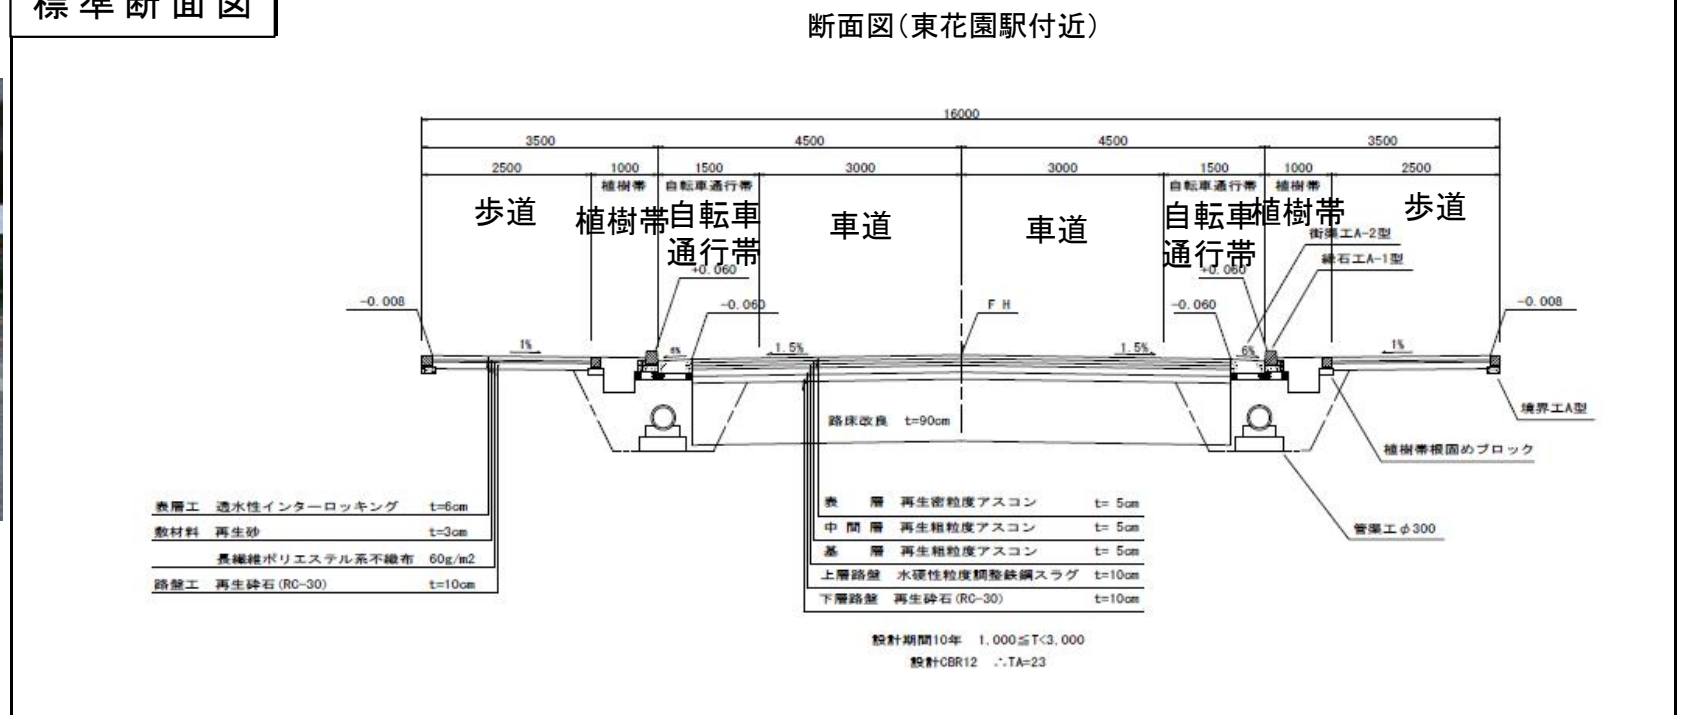 標準断面図
断面図(東花園駅付近)
16000
3500 4500 4500 3500
2500 1000 1500 3000 3000 1500 1000 2500
植樹帯 自転車通行帯 自転車通行帯 植樹帯
歩道 植樹帯 自転車通行帯 車道 車道 自転車通行帯 植樹帯 歩道
街渠工A-2型
縁石工A-1型
+0.060 +0.060
-0.008 -0.060 F H -0.060 -0.008
1% 6% 1.5% 1.5% 6% 1%
路床改良 t=90cm
境界工A型
植樹帯根固めブロック
管渠工φ300
表層工 透水性インターロッキング t=6cm
敷材料 再生砂 t=3cm
長繊維ポリエステル系不織布 60g/m2
路盤工 再生砕石(RC-30) t=10cm
表層 再生密粒度アスコン t= 5cm
中間層 再生粗粒度アスコン t= 5cm
基層 再生粗粒度アスコン t= 5cm
上層路盤 水硬性粒度調整鉄鋼スラグ t=10cm
下層路盤 再生砕石(RC-30) t=10cm
設計期間10年 1,000≦T<3,000
設計CBR12 ∴TA=23